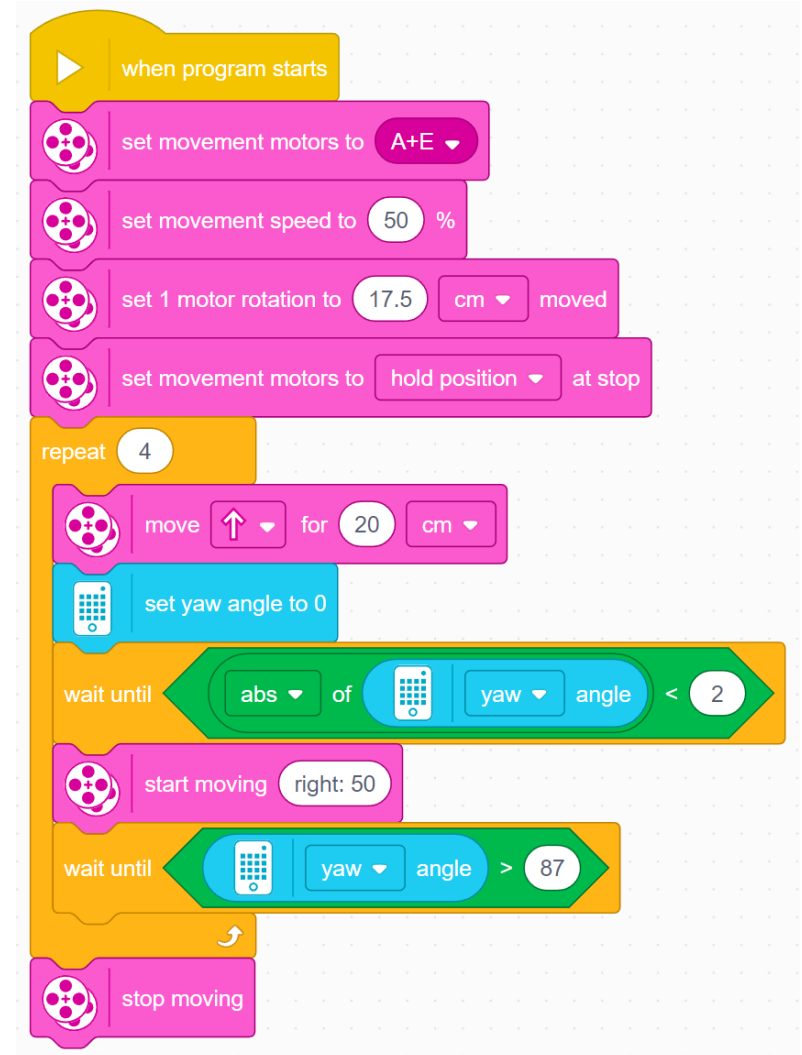 when program starts
set movement motors to A+E
set movement speed to 50 %
set 1 motor rotation to 17.5 cm moved
set movement motors to hold position at stop
repeat 4
move for 20 cm
set yaw angle to 0
wait until abs of yaw angle < 2
start moving right: 50
wait until yaw angle > 87
stop moving